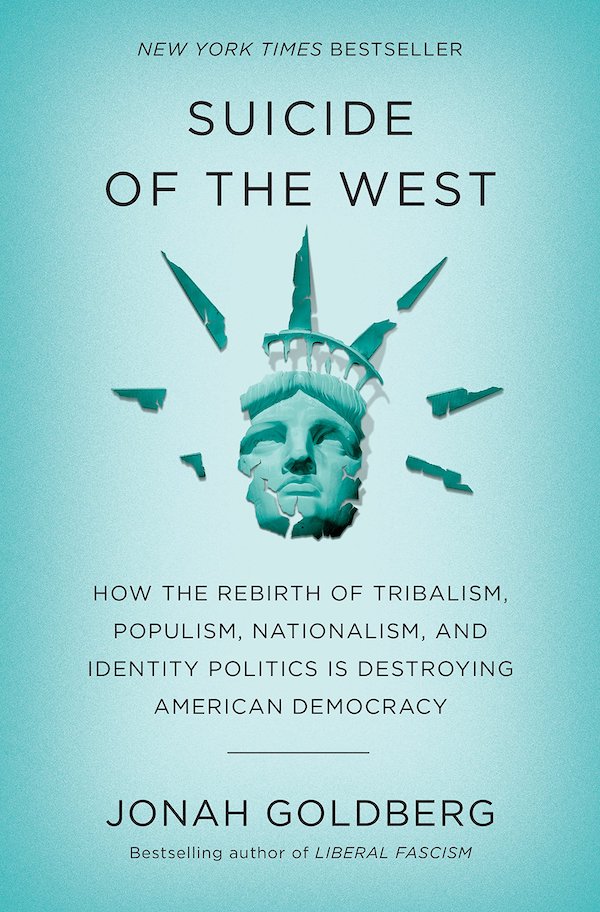 NEW YORK TIMES BESTSELLER
SUICIDE
OF THE WEST
HOW THE REBIRTH OF TRIBALISM,
POPULISM, NATIONALISM, AND
IDENTITY POLITICS IS DESTROYING
AMERICAN DEMOCRACY
JONAH GOLDBERG
Bestselling author of LIBERAL FASCISM